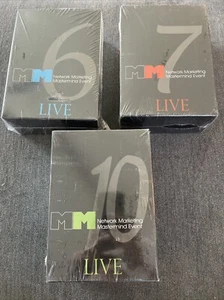 6
MM Network Marketing
Mastermind Event
LIVE
7
MM Network Marketing
Mastermind Event
LIVE
10
MM Network Marketing
Mastermind Event
LIVE